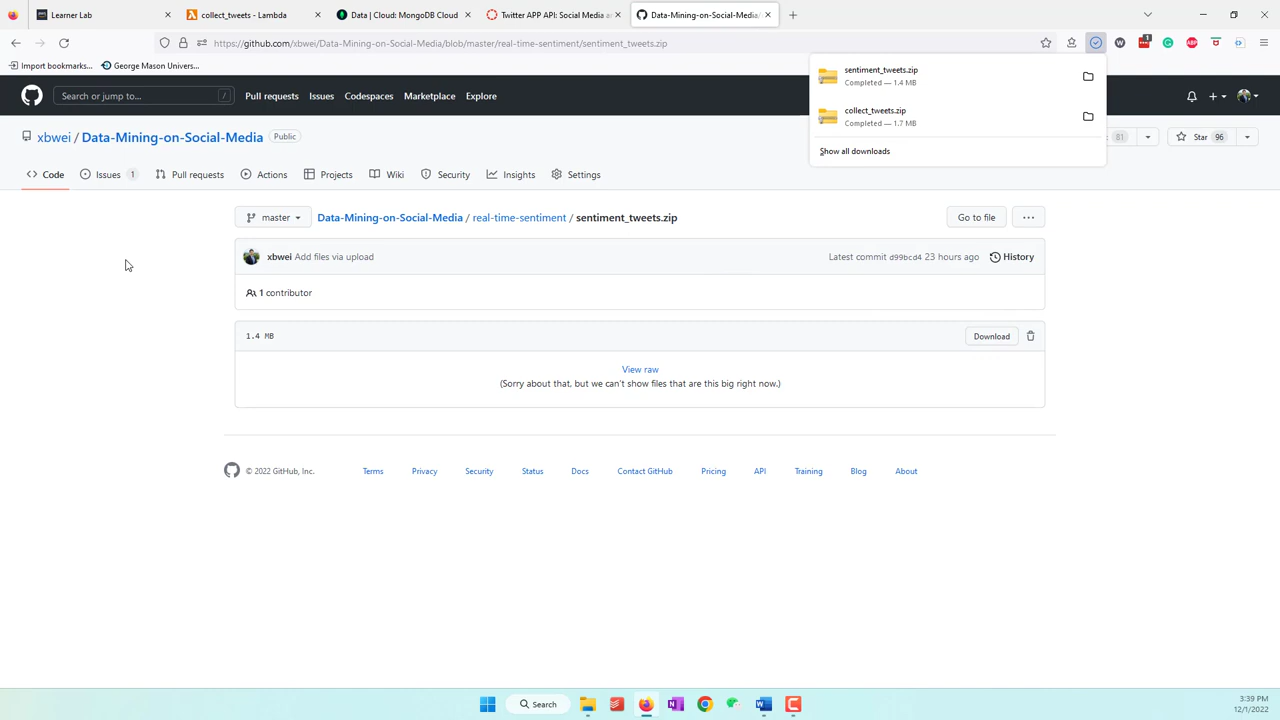 Learner Lab
collect_tweets - Lambda
Data | Cloud: MongoDB Cloud
Twitter APP API: Social Media a
Data-Mining-on-Social-Media/
https://github.com/xbwei/Data-Mining-on-Social-Media/blob/master/real-time-sentiment/sentiment_tweets.zip
Import bookmarks...
George Mason Univers...
sentiment_tweets.zip
Completed — 1.4 MB
collect_tweets.zip
Completed — 1.7 MB
Show all downloads
Search or jump to...
/
Pull requests
Issues
Codespaces
Marketplace
Explore
xbwei / Data-Mining-on-Social-Media
Public
81
Star 96
Code
Issues 1
Pull requests
Actions
Projects
Wiki
Security
Insights
Settings
master
Data-Mining-on-Social-Media / real-time-sentiment / sentiment_tweets.zip
Go to file
xbwei Add files via upload
Latest commit d99bcd4 23 hours ago
History
1 contributor
1.4 MB
Download
View raw
(Sorry about that, but we can't show files that are this big right now.)
© 2022 GitHub, Inc.
Terms
Privacy
Security
Status
Docs
Contact GitHub
Pricing
API
Training
Blog
About
Search
3:39 PM
12/1/2022